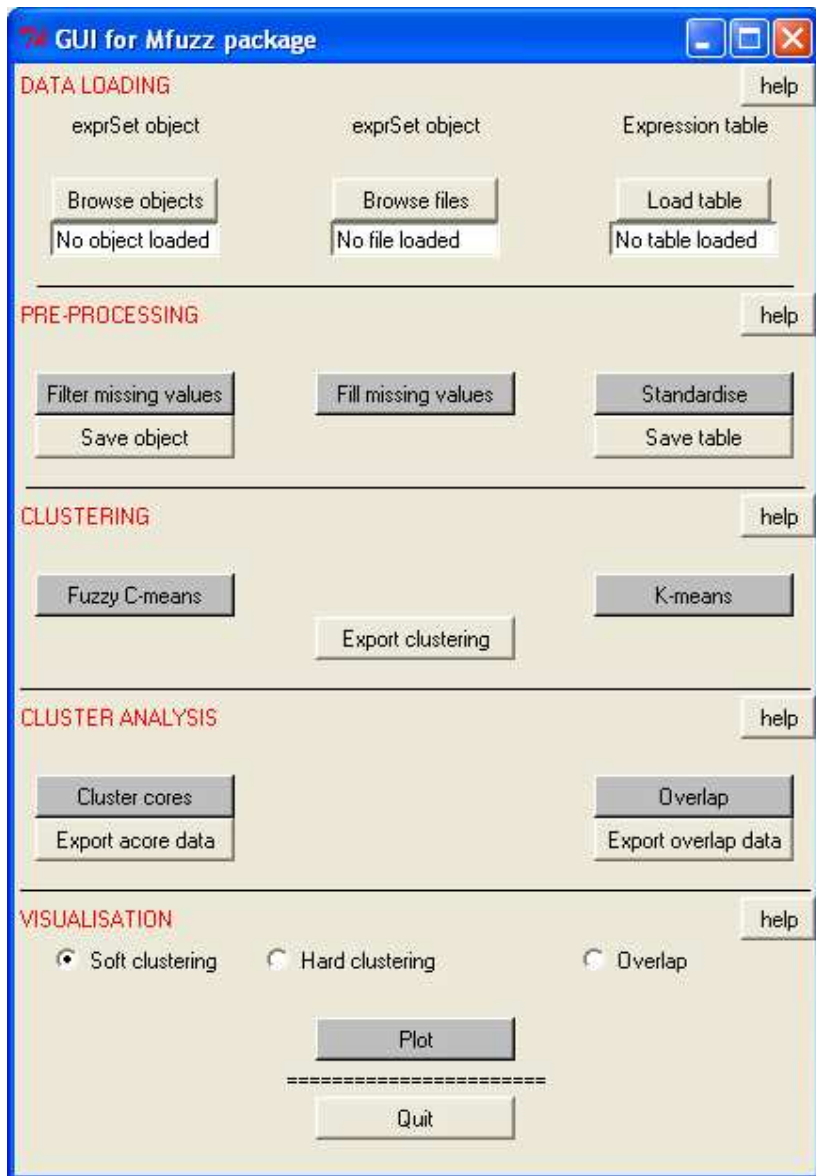 GUI for Mfuzz package
DATA LOADING help
exprSet object exprSet object Expression table
Browse objects Browse files Load table
No object loaded No file loaded No table loaded
PRE-PROCESSING help
Filter missing values Fill missing values Standardise
Save object Save table
CLUSTERING help
Fuzzy C-means K-means
Export clustering
CLUSTER ANALYSIS help
Cluster cores Overlap
Export acore data Export overlap data
VISUALISATION help
Soft clustering Hard clustering Overlap
Plot
=======================
Quit